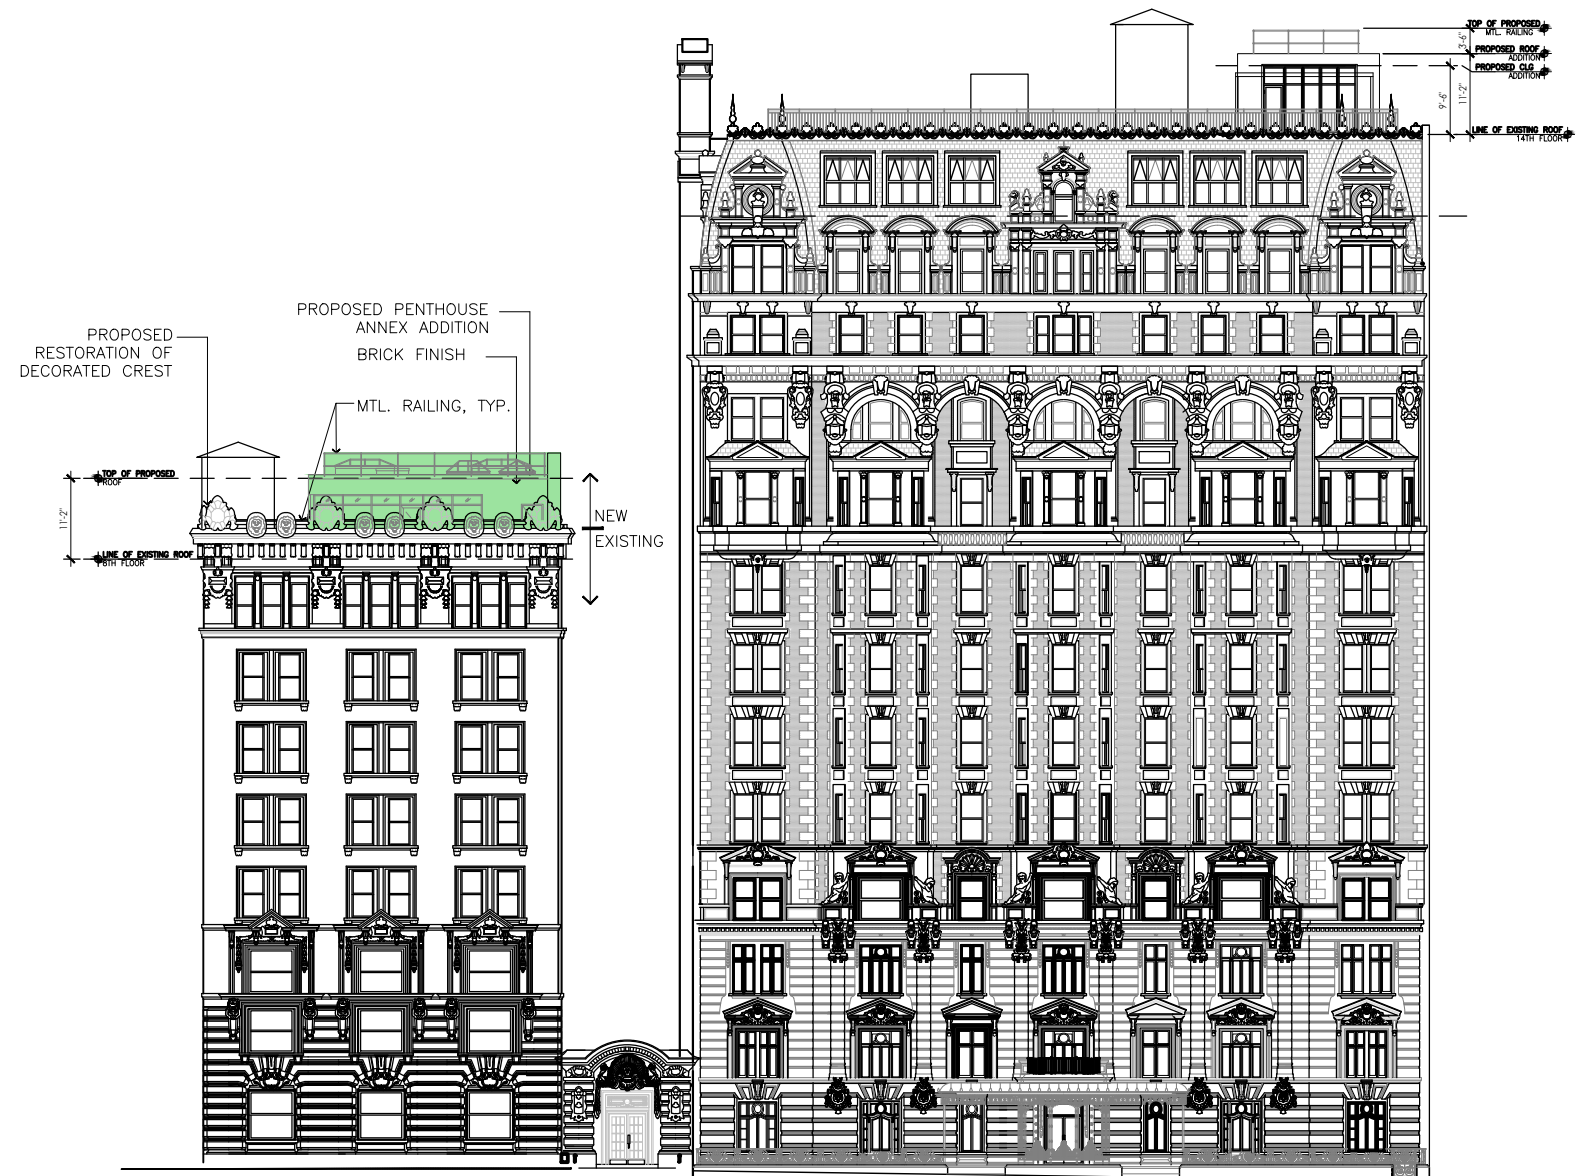 TOP OF PROPOSED
MTL. RAILING
3'-6"
PROPOSED ROOF
ADDITION
PROPOSED CLG
ADDITION
9'-6"
11'-2"
LINE OF EXISTING ROOF
14TH FLOOR
PROPOSED PENTHOUSE
ANNEX ADDITION
BRICK FINISH
PROPOSED
RESTORATION OF
DECORATED CREST
MTL. RAILING, TYP.
TOP OF PROPOSED
ROOF
11'-2"
NEW
EXISTING
LINE OF EXISTING ROOF
8TH FLOOR